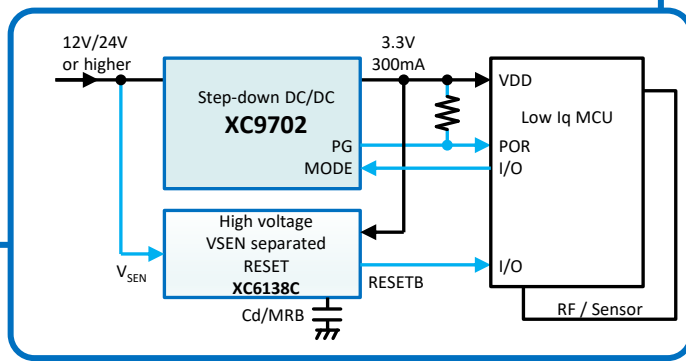 12V/24V
or higher
3.3V
300mA
Step-down DC/DC
XC9702
PG
MODE
VDD
Low Iq MCU
POR
I/O
High voltage
VSEN separated
RESET
XC6138C
VSEN
RESETB
I/O
Cd/MRB
RF / Sensor